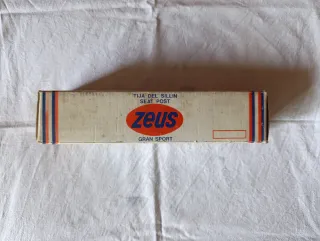 TIJA DEL SILLIN
SEAT POST
zeus
GRAN SPORT